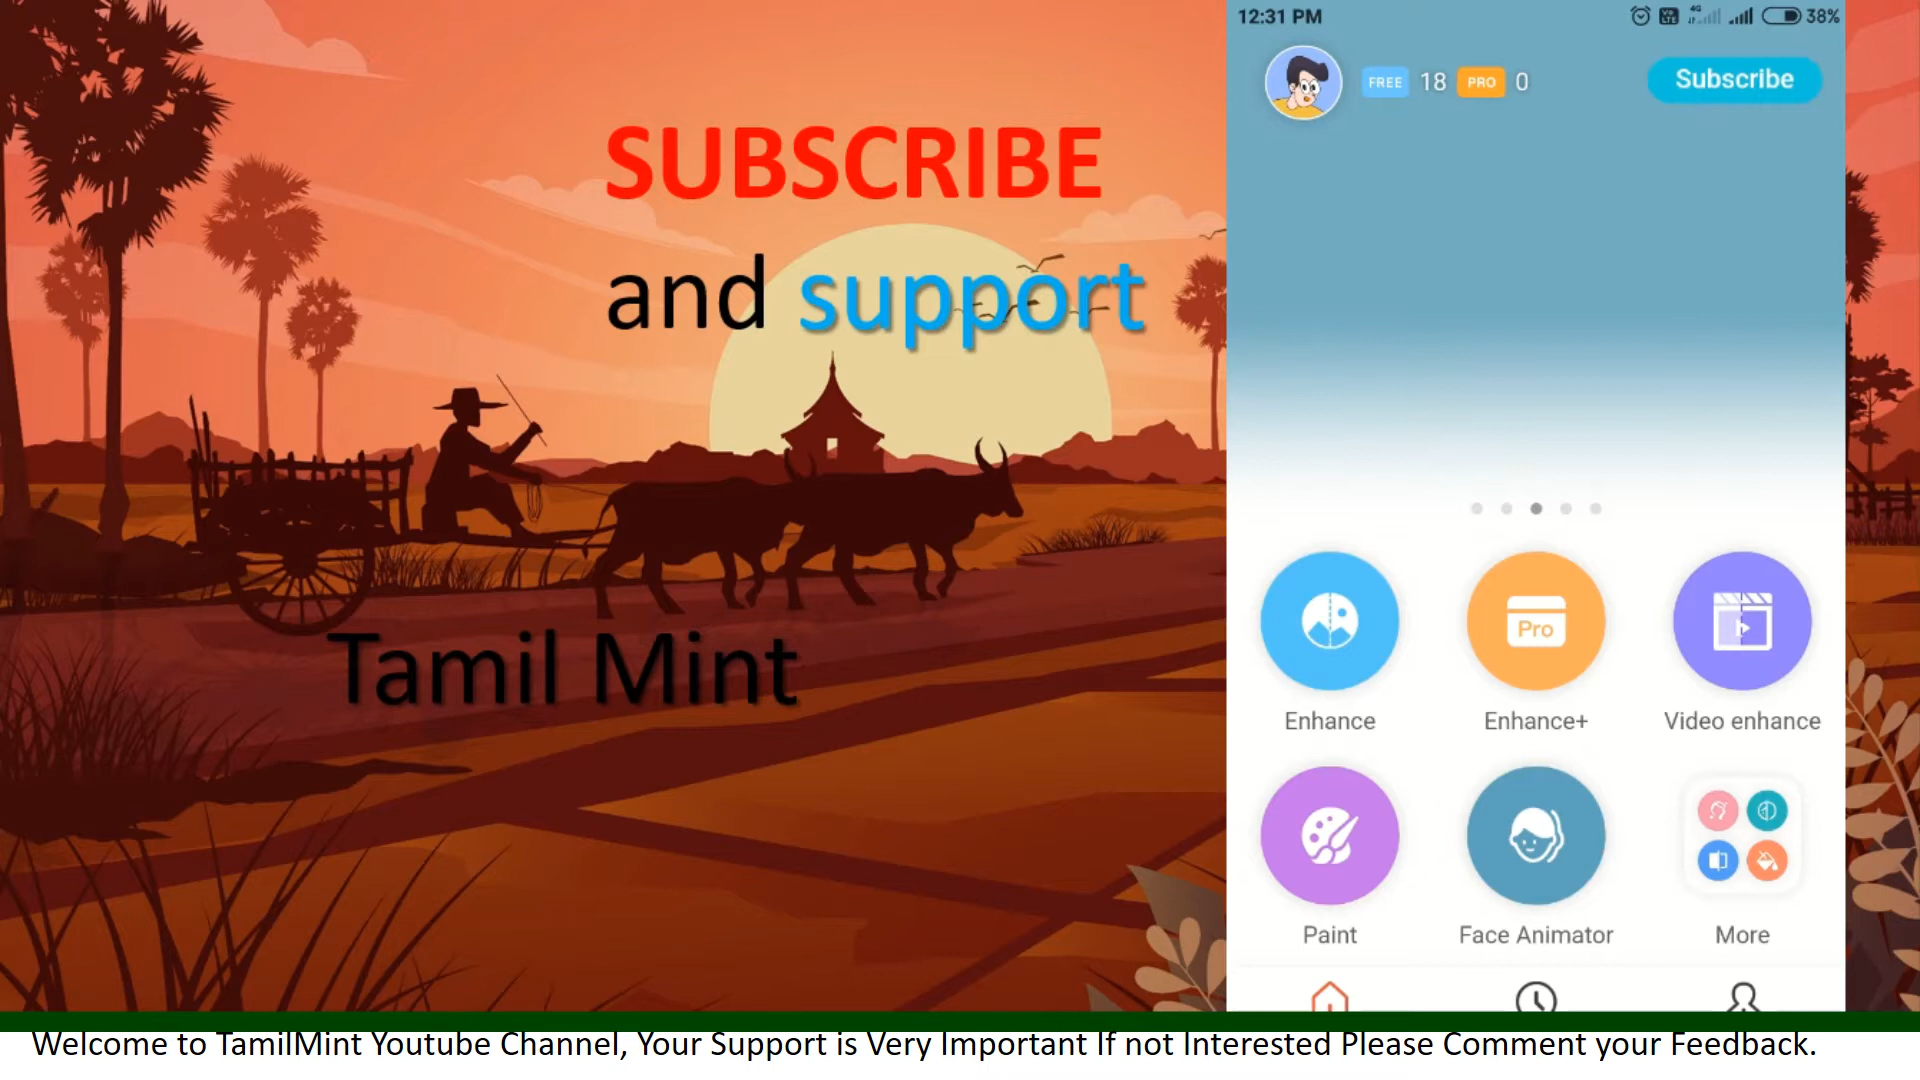 SUBSCRIBE
and support
Tamil Mint
12:31 PM
4G
38%
FREE 18 PRO 0
Subscribe
Pro
Enhance
Enhance+
Video enhance
Paint
Face Animator
More
Welcome to TamilMint Youtube Channel, Your Support is Very Important If not Interested Please Comment your Feedback.